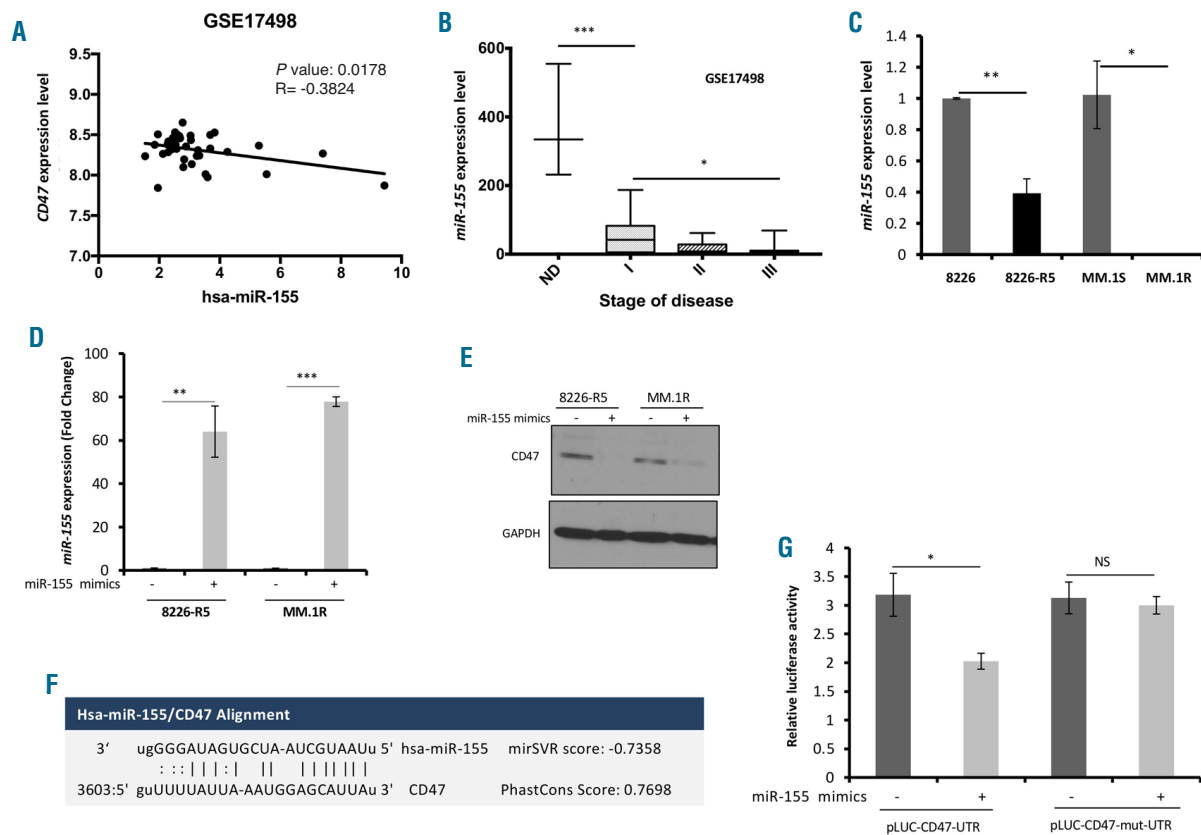 A
GSE17498
P value: 0.0178
R= -0.3824
CD47 expression level
9.5
9.0
8.5
8.0
7.5
7.0
0 2 4 6 8 10
hsa-miR-155
B
***
GSE17498
*
miR-155 expression level
600
400
200
0
ND I II III
Stage of disease
C
**
*
miR-155 expression level
1.4
1.2
1
0.8
0.6
0.4
0.2
0
8226 8226-R5 MM.1S MM.1R
D
**
***
miR-155 expression (Fold Change)
100
80
60
40
20
0
miR-155 mimics - + - +
8226-R5 MM.1R
E
8226-R5 MM.1R
miR-155 mimics - + - +
CD47
GAPDH
F
Hsa-miR-155/CD47 Alignment
3‘ ugGGGAUAGUGCUA-AUCGUAAUu 5' hsa-miR-155 mirSVR score: -0.7358
: : : | | | : | | | | | | | | | |
3603:5' guUUUUAUUA-AAUGGAGCAUUAu 3' CD47 PhastCons Score: 0.7698
G
*
NS
Relative luciferase activity
4
3.5
3
2.5
2
1.5
1
0.5
0
miR-155 mimics - + - +
pLUC-CD47-UTR pLUC-CD47-mut-UTR